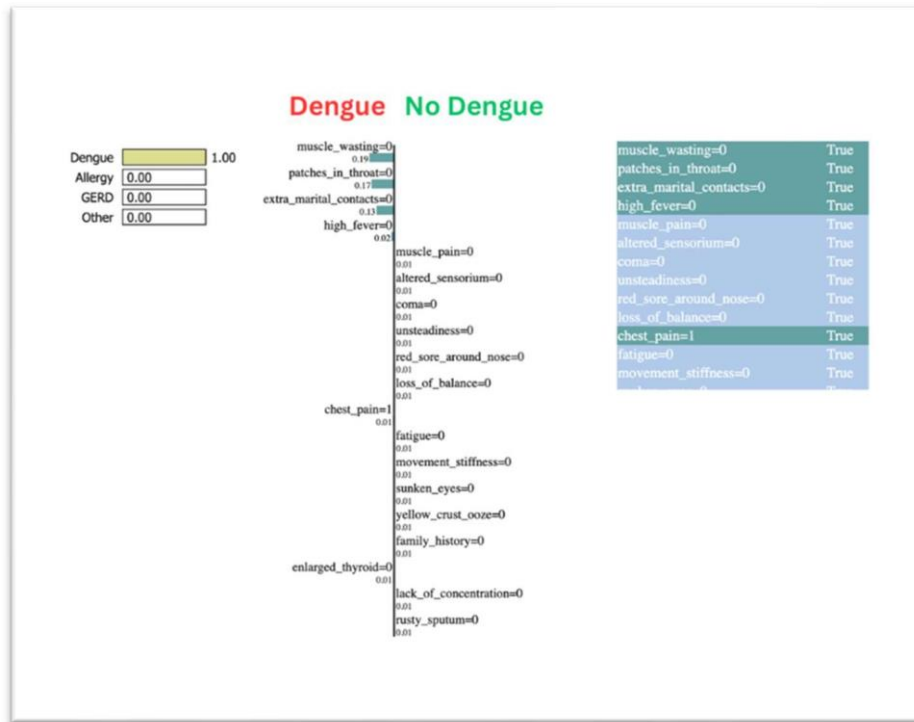 Dengue No Dengue
Dengue 1.00
Allergy 0.00
GERD 0.00
Other 0.00
muscle_wasting=0
0.19
patches_in_throat=0
0.17
extra_marital_contacts=0
0.13
high_fever=0
0.02
muscle_pain=0
0.01
altered_sensorium=0
0.01
coma=0
0.01
unsteadiness=0
0.01
red_sore_around_nose=0
0.01
loss_of_balance=0
0.01
chest_pain=1
0.01
fatigue=0
0.01
movement_stiffness=0
0.01
sunken_eyes=0
0.01
yellow_crust_ooze=0
0.01
family_history=0
0.01
enlarged_thyroid=0
0.01
lack_of_concentration=0
0.01
rusty_sputum=0
0.01
muscle_wasting=0 True
patches_in_throat=0 True
extra_marital_contacts=0 True
high_fever=0 True
muscle_pain=0 True
altered_sensorium=0 True
coma=0 True
unsteadiness=0 True
red_sore_around_nose=0 True
loss_of_balance=0 True
chest_pain=1 True
fatigue=0 True
movement_stiffness=0 True